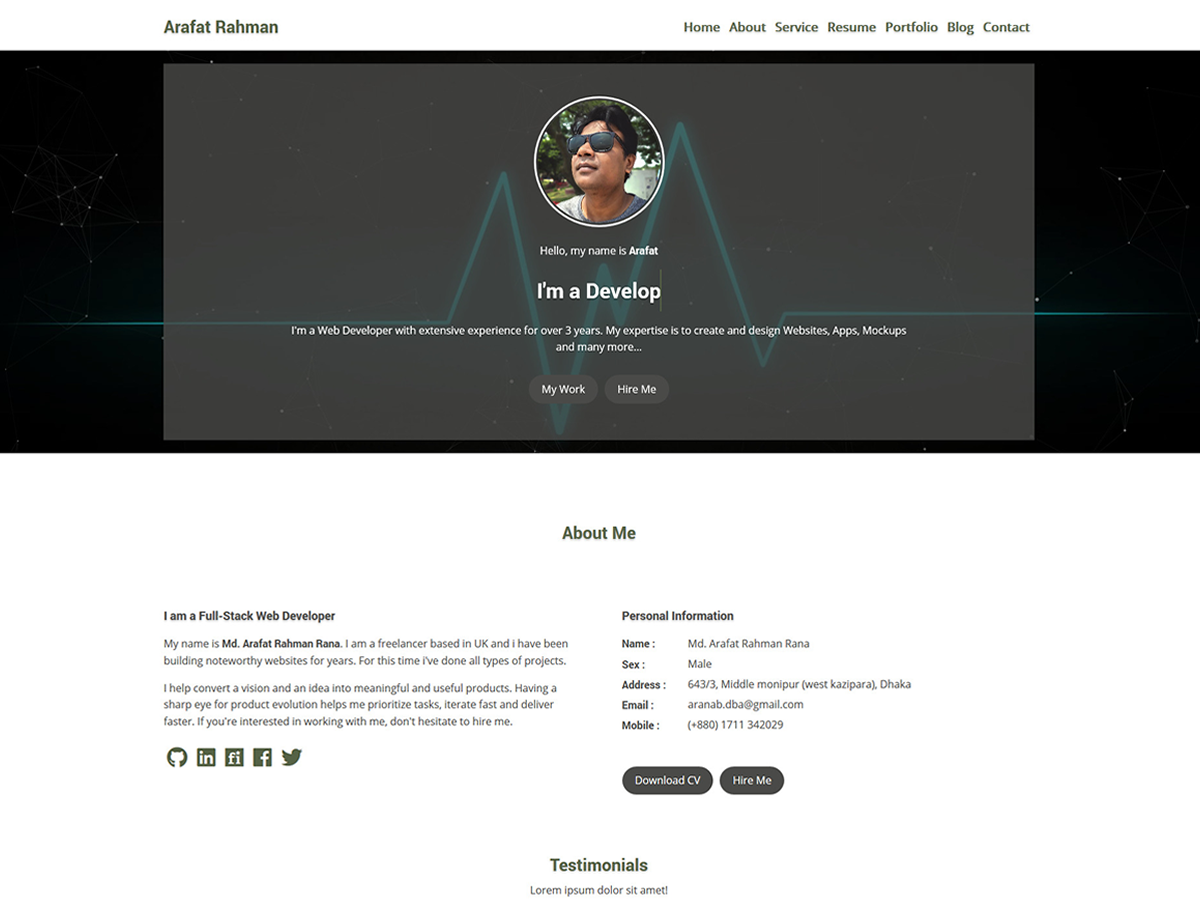 Arafat Rahman
Home About Service Resume Portfolio Blog Contact
Hello, my name is Arafat
I'm a Develop
I'm a Web Developer with extensive experience for over 3 years. My expertise is to create and design Websites, Apps, Mockups
and many more...
My Work
Hire Me
About Me
I am a Full-Stack Web Developer
My name is Md. Arafat Rahman Rana. I am a freelancer based in UK and i have been
building noteworthy websites for years. For this time i've done all types of projects.
I help convert a vision and an idea into meaningful and useful products. Having a
sharp eye for product evolution helps me prioritize tasks, iterate fast and deliver
faster. If you're interested in working with me, don't hesitate to hire me.
in fi f
Personal Information
Name : Md. Arafat Rahman Rana
Sex : Male
Address : 643/3, Middle monipur (west kazipara), Dhaka
Email : aranab.dba@gmail.com
Mobile : (+880) 1711 342029
Download CV
Hire Me
Testimonials
Lorem ipsum dolor sit amet!